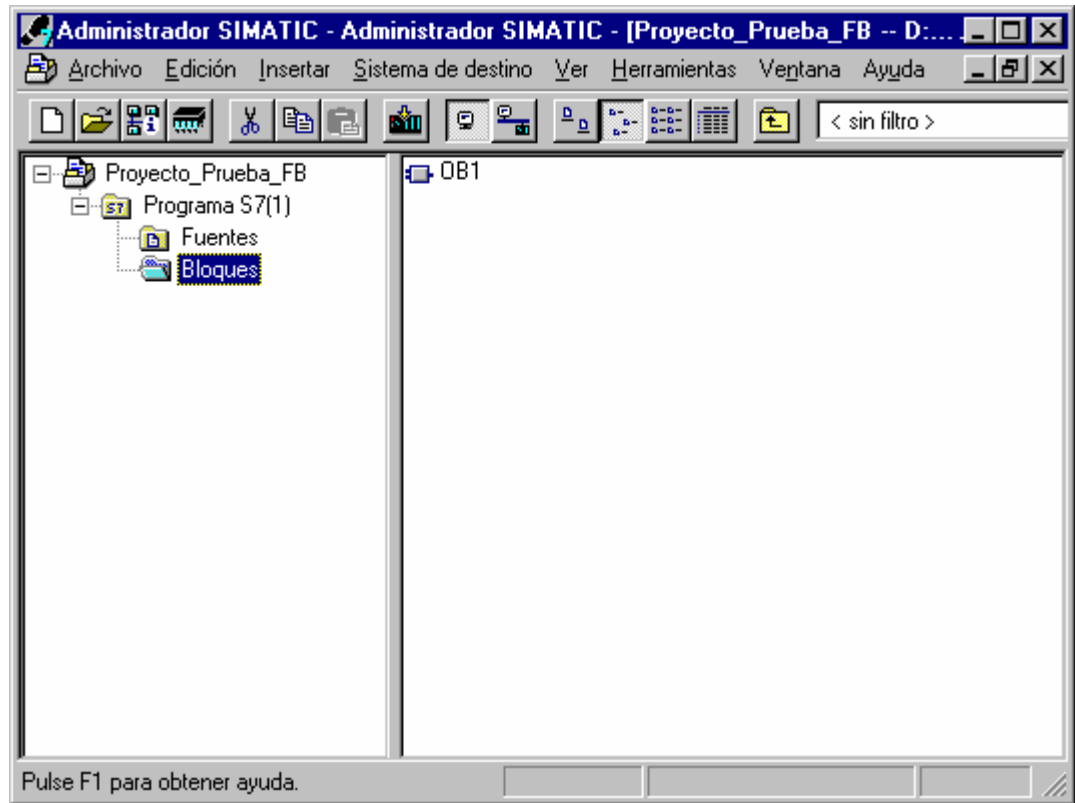 Administrador SIMATIC - Administrador SIMATIC - [Proyecto_Prueba_FB -- D:... .
Archivo Edición Insertar Sistema de destino Ver Herramientas Ventana Ayuda
< sin filtro >
Proyecto_Prueba_FB
OB1
S7 Programa S7(1)
Fuentes
Bloques
Pulse F1 para obtener ayuda.